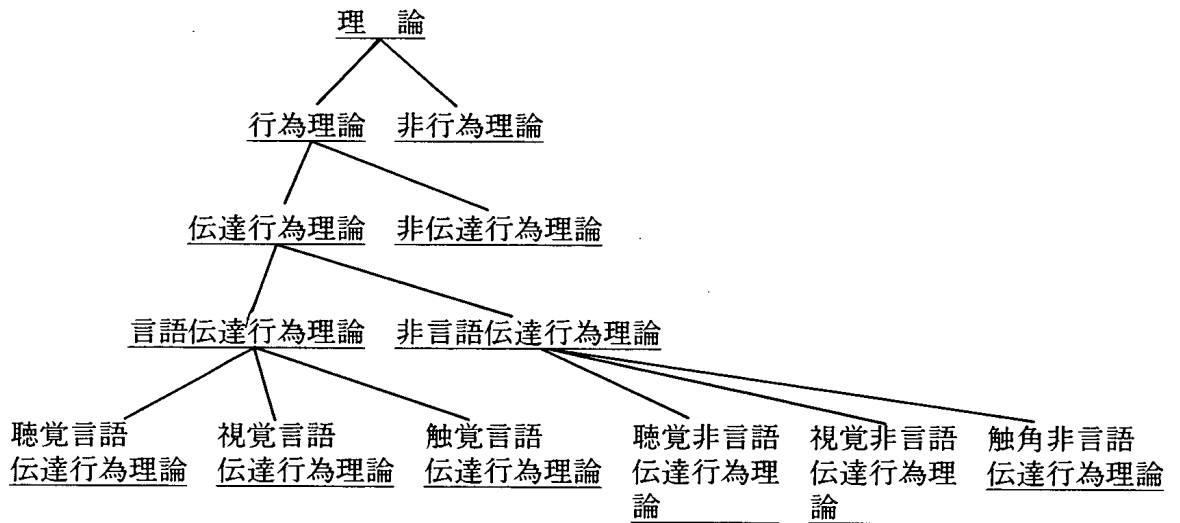 理 論
行為理論 非行為理論
伝達行為理論 非伝達行為理論
言語伝達行為理論 非言語伝達行為理論
聴覚言語
伝達行為理論
視覚言語
伝達行為理論
触覚言語
伝達行為理論
聴覚非言語
伝達行為理
論
視覚非言語
伝達行為理
論
触角非言語
伝達行為理論